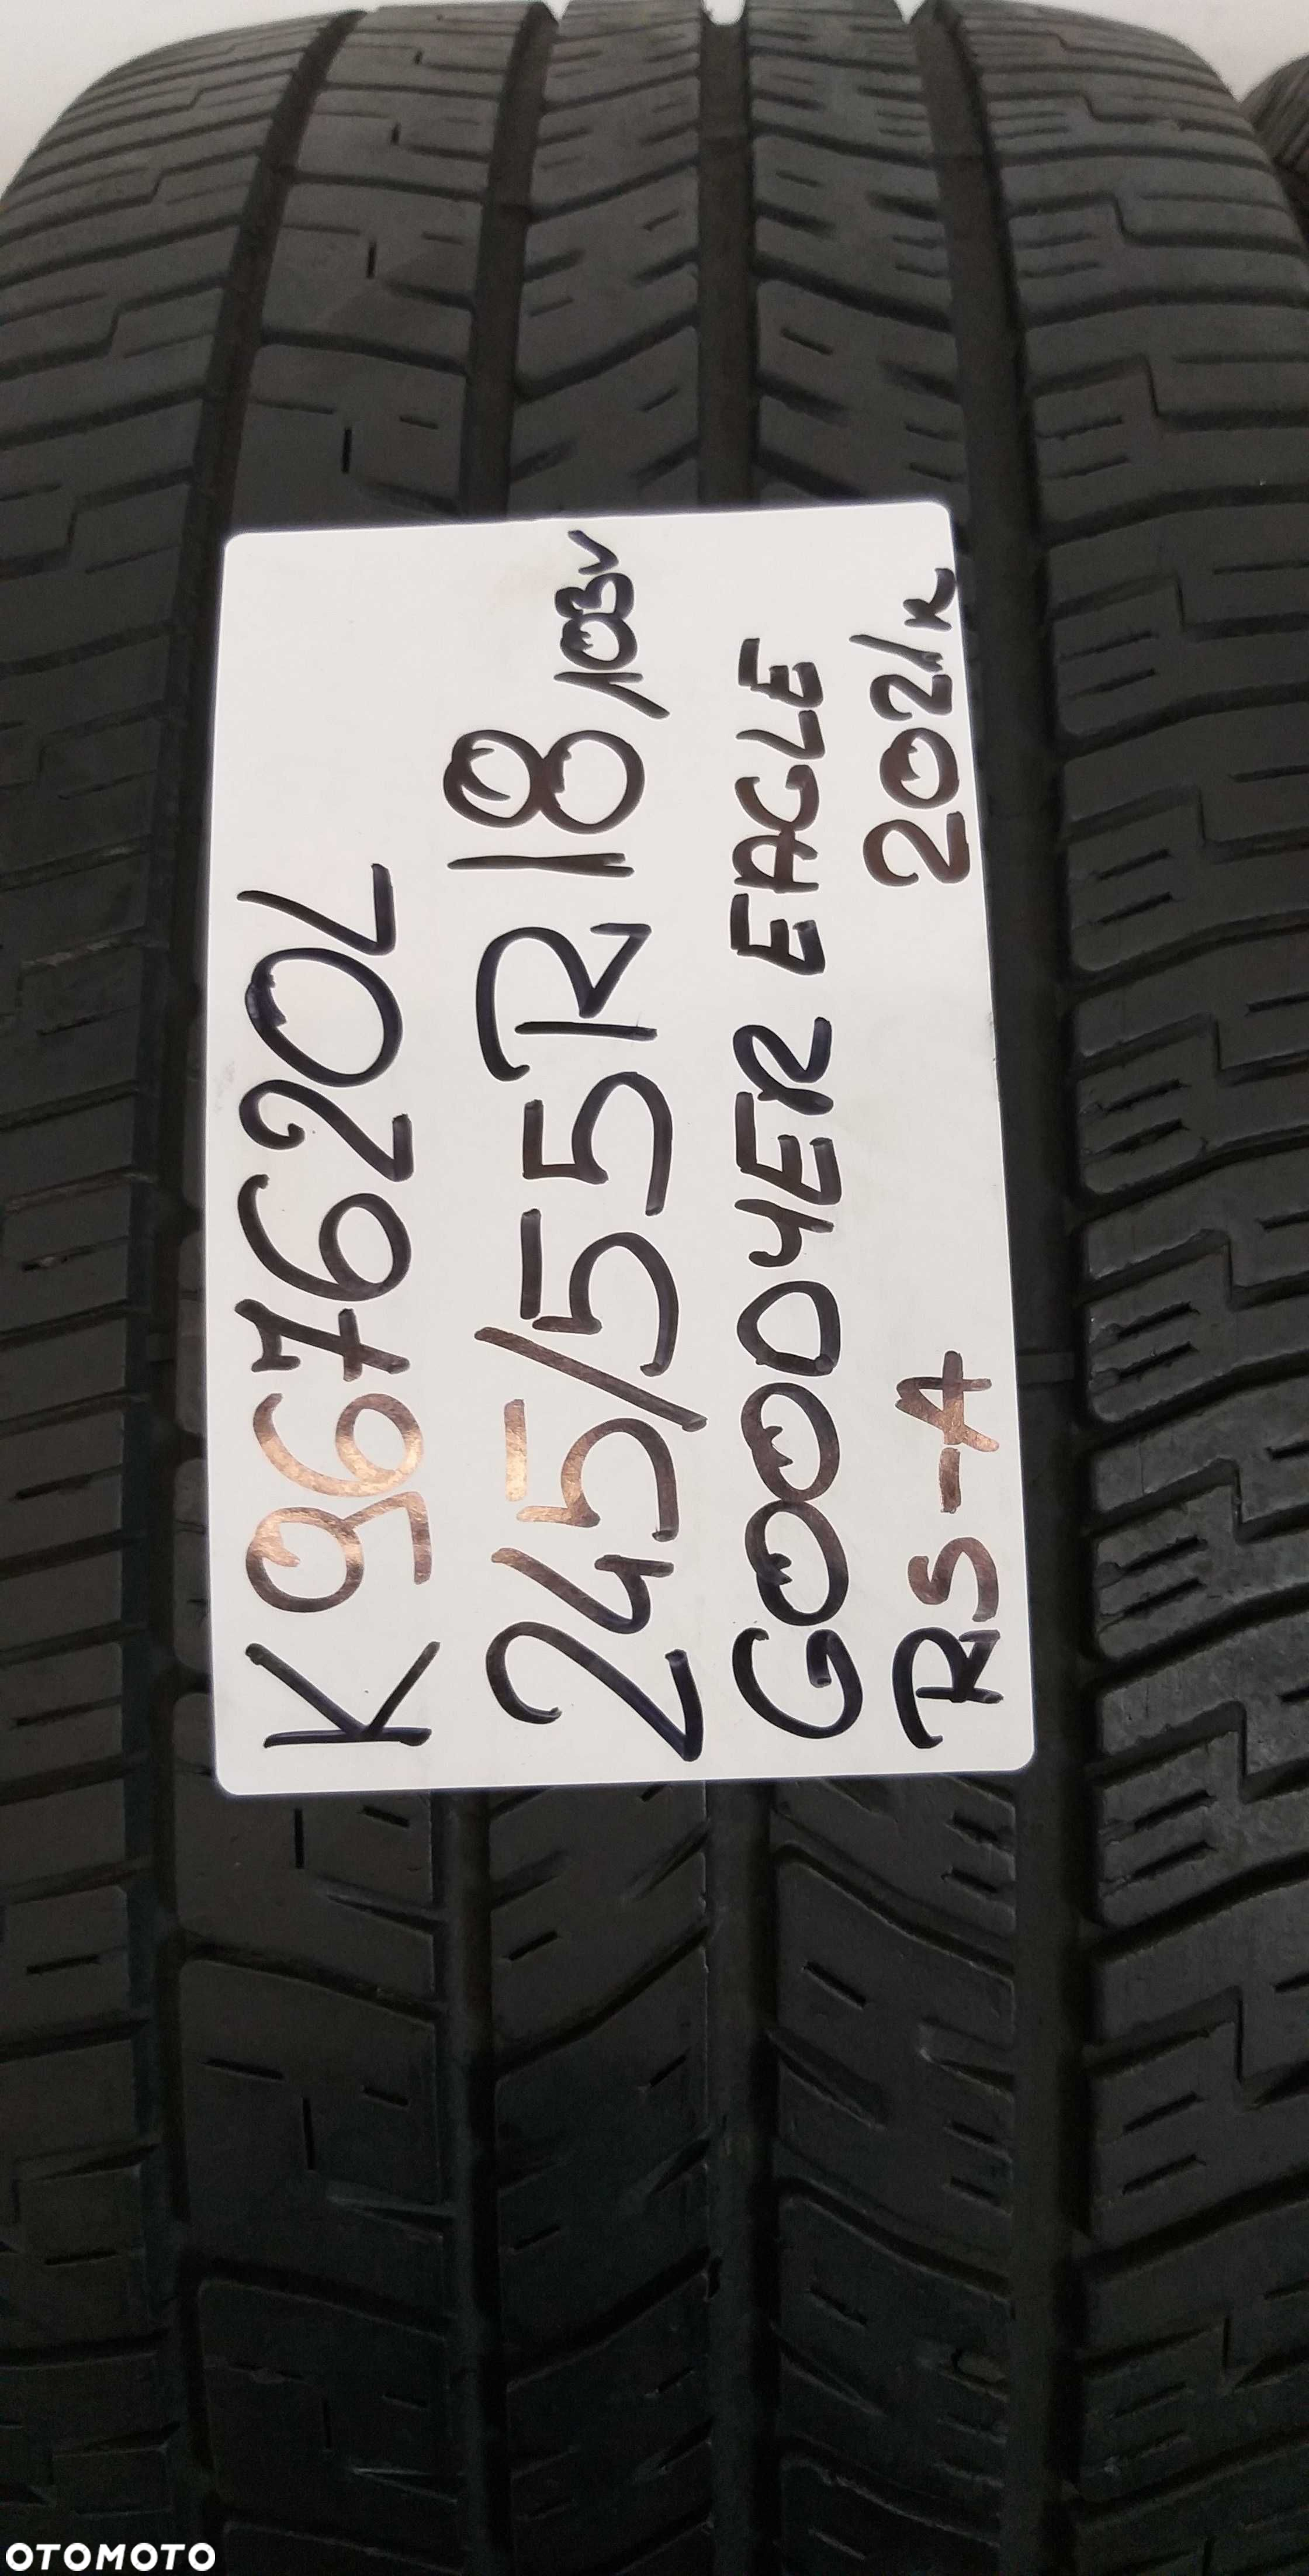 K967620L
245/55R18 103V
GOODYER EAGLE
RS-A 2021r
OTOMOTO